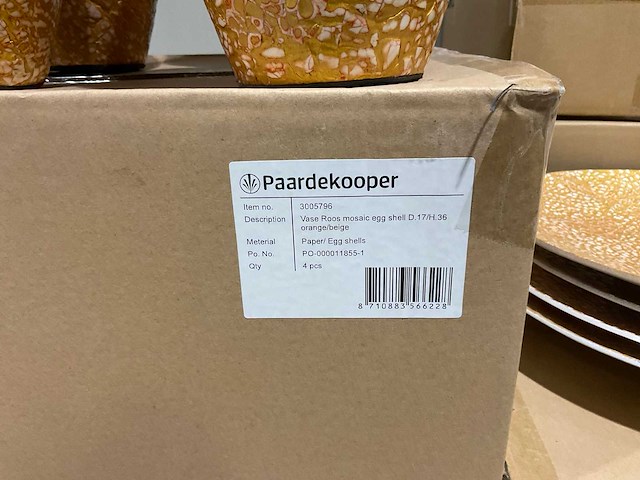 Paardekooper
Item no. 3005796
Description Vase Roos mosaic egg shell D.17/H.36
orange/beige
Meterial Paper/ Egg shells
Po. No. PO-000011855-1
Qty 4 pcs
8 710883 566228